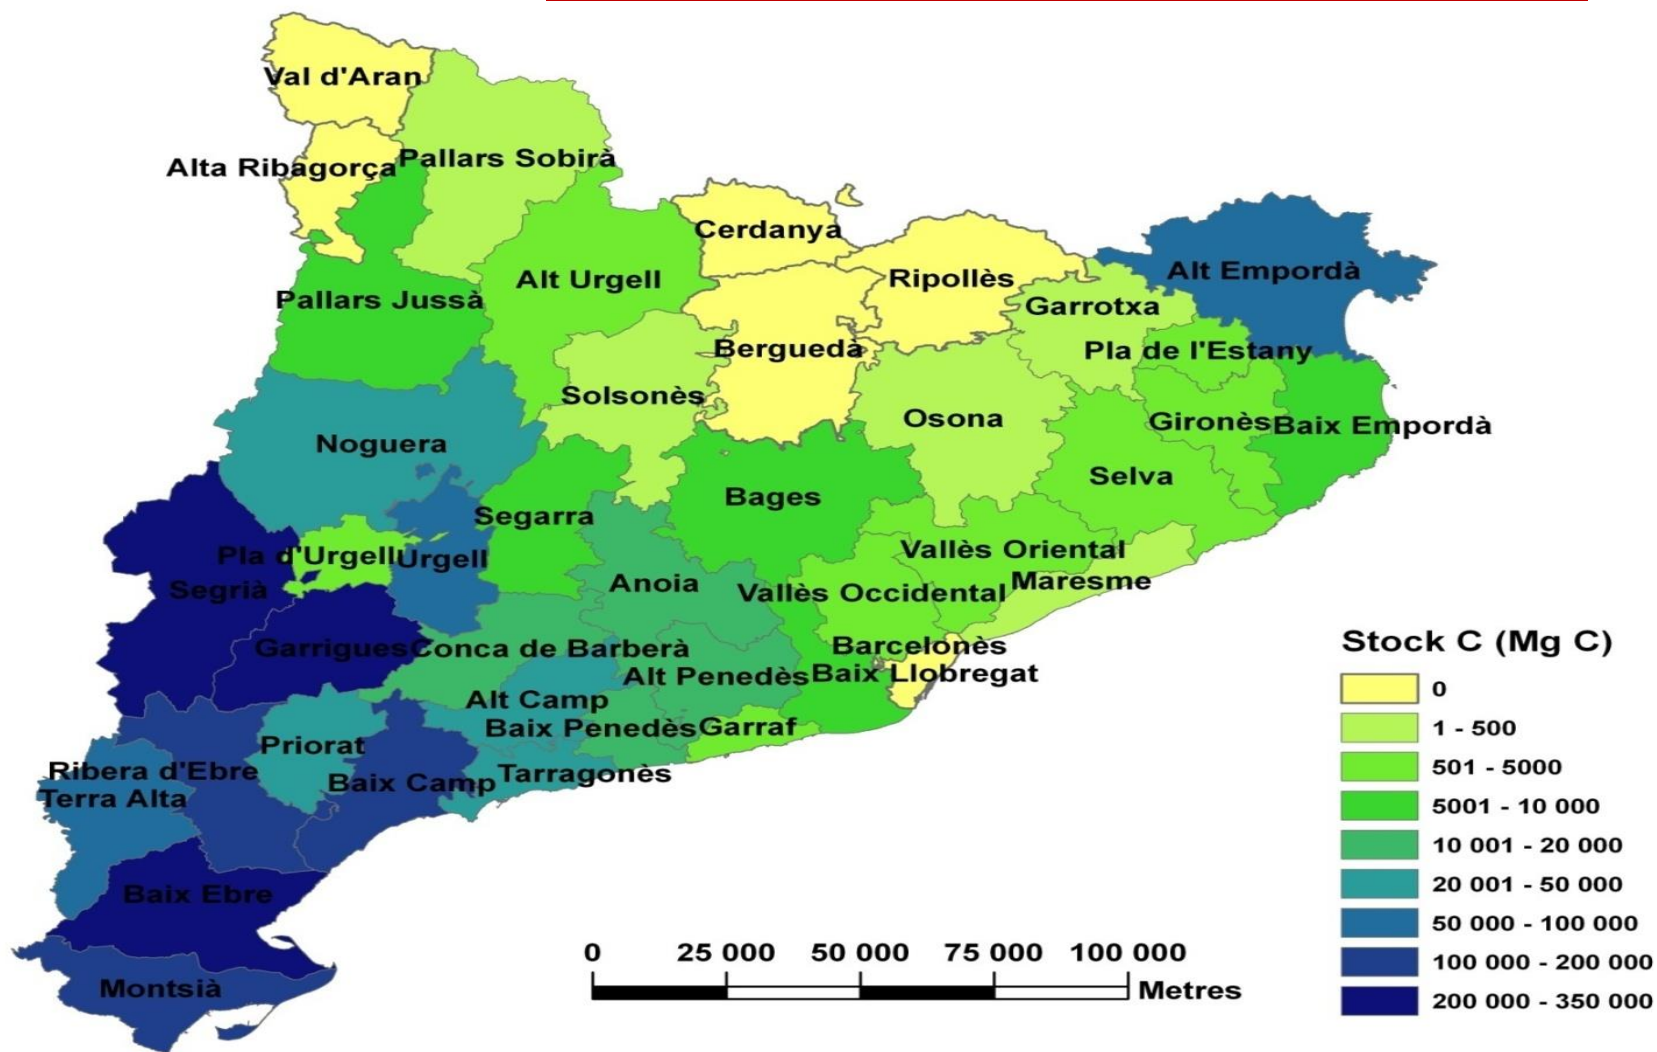 Val d'Aran
Alta Ribagorça
Pallars Sobirà
Cerdanya
Ripollès
Alt Empordà
Alt Urgell
Pallars Jussà
Garrotxa
Berguedà
Pla de l'Estany
Solsonès
Osona
Gironès
Baix Empordà
Noguera
Selva
Bages
Segarra
Pla d'Urgell
Urgell
Vallès Oriental
Segrià
Anoia
Vallès Occidental
Maresme
Garrigues
Conca de Barberà
Barcelonès
Alt Penedès
Baix Llobregat
Alt Camp
Baix Penedès
Garraf
Priorat
Ribera d'Ebre
Tarragonès
Baix Camp
Terra Alta
Baix Ebre
Montsià
Stock C (Mg C)
0
1 - 500
501 - 5000
5001 - 10 000
10 001 - 20 000
20 001 - 50 000
50 000 - 100 000
100 000 - 200 000
200 000 - 350 000
0 25 000 50 000 75 000 100 000
Metres